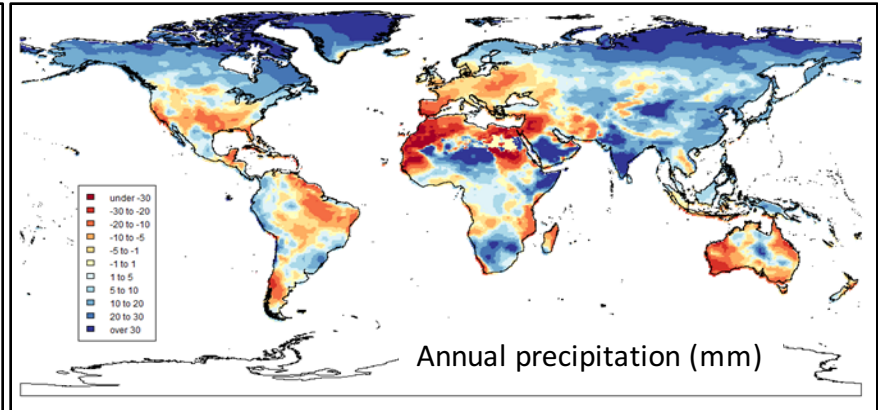 under -30
-30 to -20
-20 to -10
-10 to -5
-5 to -1
-1 to 1
1 to 5
5 to 10
10 to 20
20 to 30
over 30
Annual precipitation (mm)